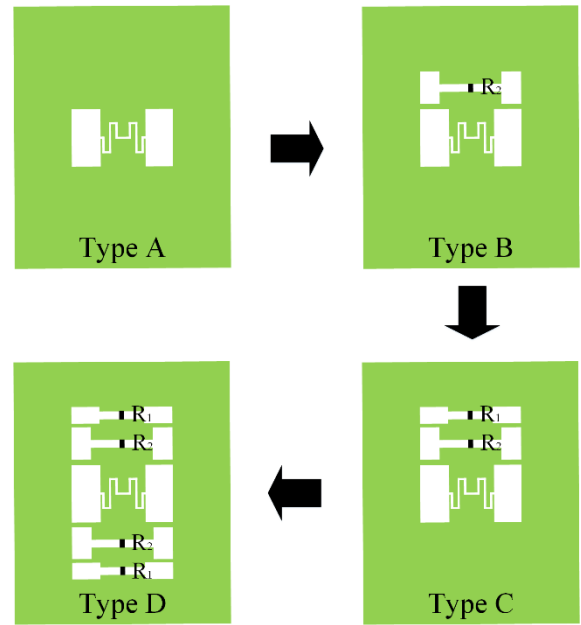 Type A
R₂
Type B
R₁
R₂
R₂
R₁
Type D
R₁
R₂
Type C